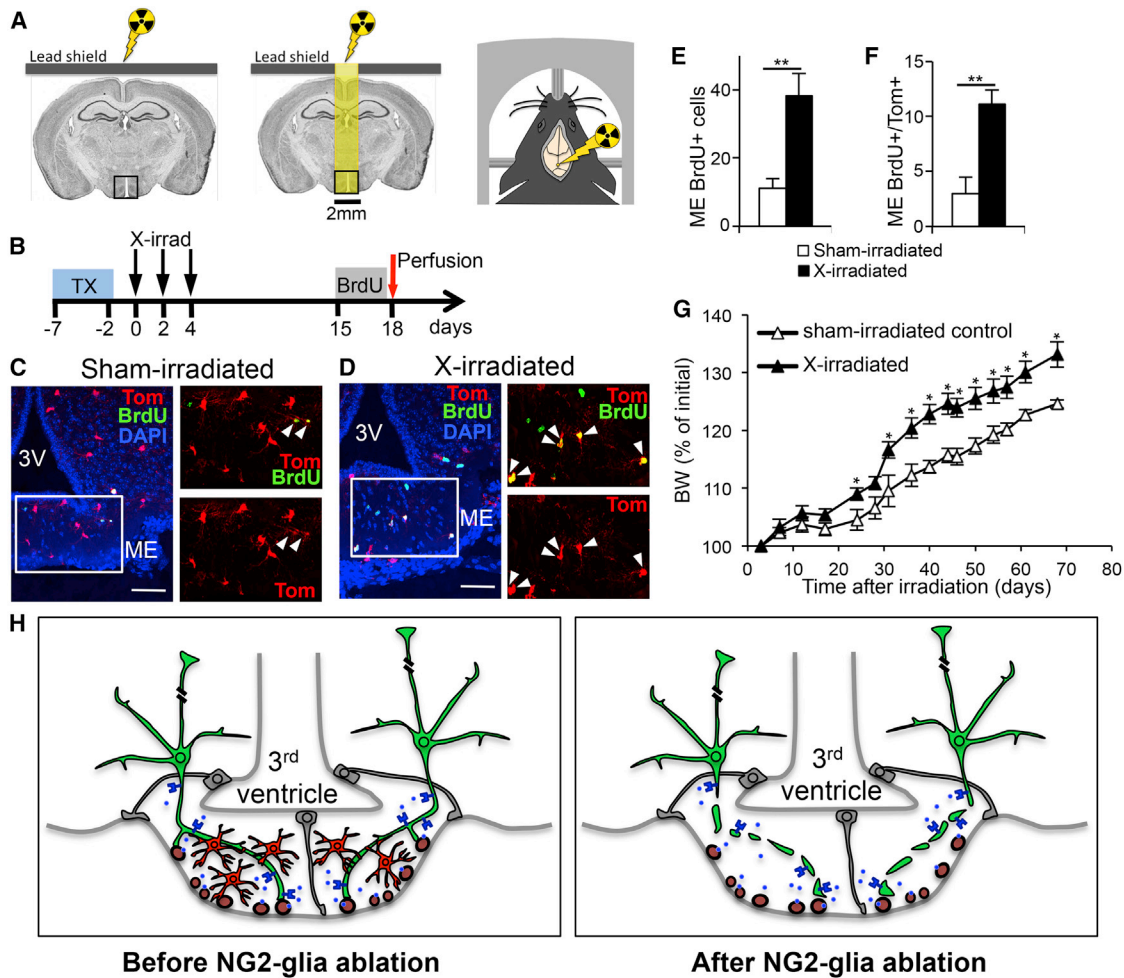 A
Lead shield
Lead shield
2mm
B
X-irrad
TX
BrdU
Perfusion
-7
-2
0
2
4
15
18
days
C
Sham-irradiated
Tom
BrdU
DAPI
3V
ME
Tom
BrdU
Tom
D
X-irradiated
Tom
BrdU
DAPI
3V
ME
Tom
BrdU
Tom
E
ME BrdU+ cells
40
20
0
**
F
ME BrdU+/Tom+
15
10
5
0
**
Sham-irradiated
X-irradiated
G
BW (% of initial)
140
130
120
110
100
sham-irradiated control
X-irradiated
* * * * * * * * * * *
0 10 20 30 40 50 60 70 80
Time after irradiation (days)
H
3rd
ventricle
Before NG2-glia ablation
3rd
ventricle
After NG2-glia ablation